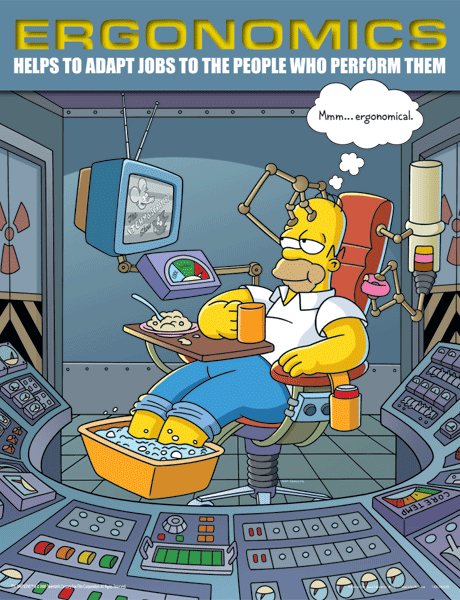 ERGONOMICS
HELPS TO ADAPT JOBS TO THE PEOPLE WHO PERFORM THEM
Mmm...ergonomical.
CORE TEMP